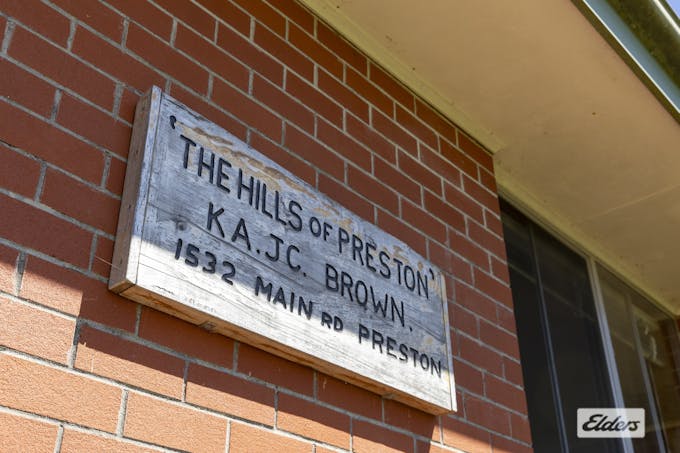 'THE HILLS OF PRESTON'
K A. J C. BROWN.
1532 MAIN RD PRESTON
Elders